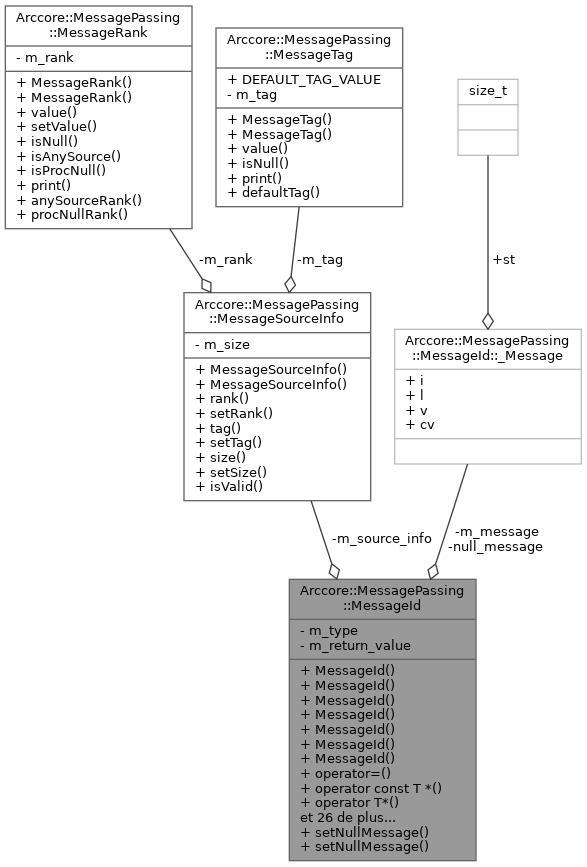 Arccore::MessagePassing
::MessageRank
- m_rank
+ MessageRank()
+ MessageRank()
+ value()
+ setValue()
+ isNull()
+ isAnySource()
+ isProcNull()
+ print()
+ anySourceRank()
+ procNullRank()
Arccore::MessagePassing
::MessageTag
+ DEFAULT_TAG_VALUE
- m_tag
+ MessageTag()
+ MessageTag()
+ value()
+ isNull()
+ print()
+ defaultTag()
size_t
-m_rank
-m_tag
+st
Arccore::MessagePassing
::MessageSourceInfo
- m_size
+ MessageSourceInfo()
+ MessageSourceInfo()
+ rank()
+ setRank()
+ tag()
+ setTag()
+ size()
+ setSize()
+ isValid()
Arccore::MessagePassing
::MessageId::_Message
+ i
+ l
+ v
+ cv
-m_source_info
-m_message
-null_message
Arccore::MessagePassing
::MessageId
- m_type
- m_return_value
+ MessageId()
+ MessageId()
+ MessageId()
+ MessageId()
+ MessageId()
+ MessageId()
+ MessageId()
+ operator=()
+ operator const T *()
+ operator T*()
et 26 de plus...
+ setNullMessage()
+ setNullMessage()